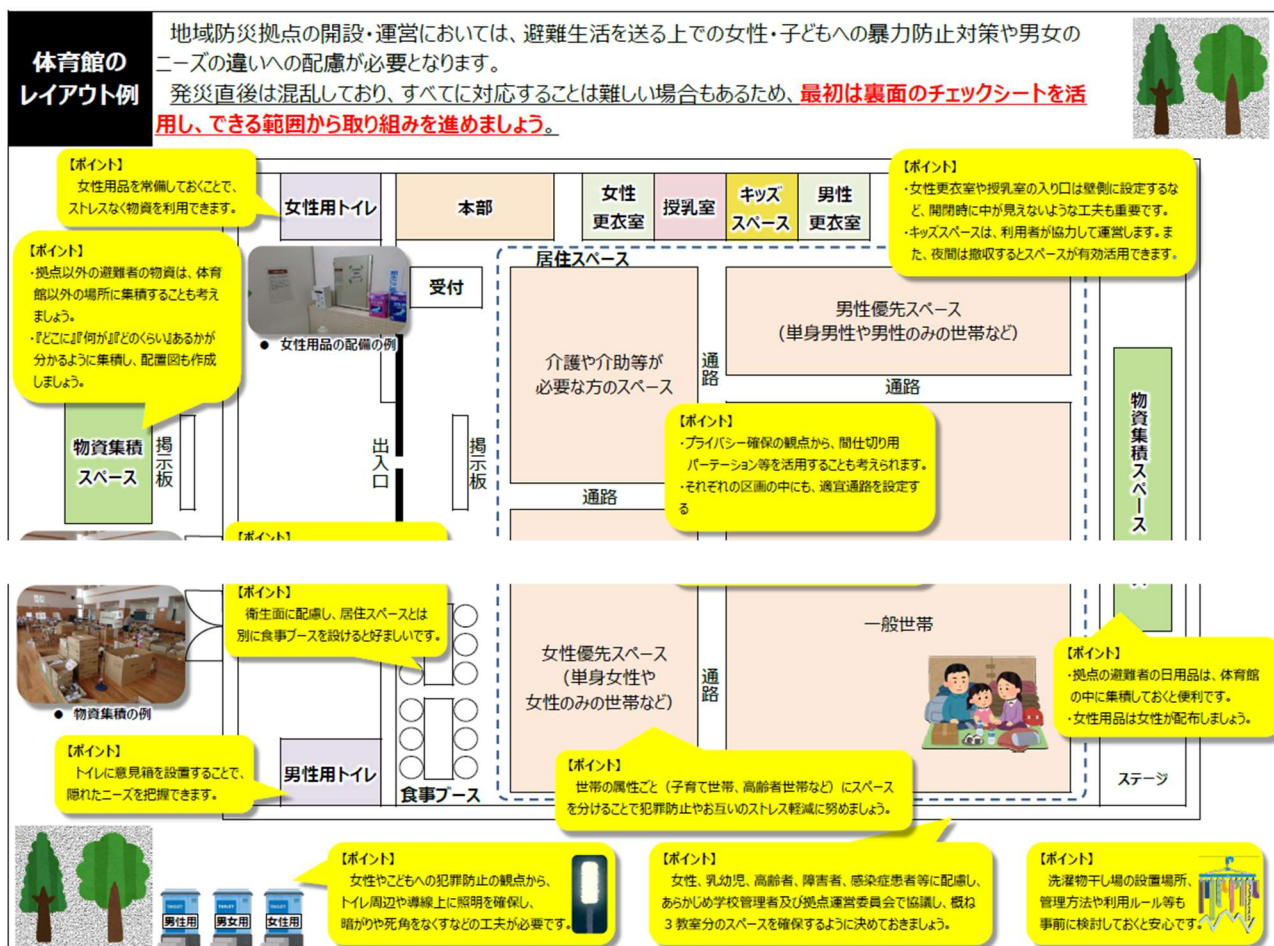 体育館の
レイアウト例
地域防災拠点の開設・運営においては、避難生活を送る上での女性・子どもへの暴力防止対策や男女の
ニーズの違いへの配慮が必要となります。
発災直後は混乱しており、すべてに対応することは難しい場合もあるため、最初は裏面のチェックシートを活
用し、できる範囲から取り組みを進めましょう。
【ポイント】
女性用品を常備しておくことで、
ストレスなく物資を利用できます。
女性用トイレ
本部
女性
更衣室
授乳室
キッズ
スペース
男性
更衣室
【ポイント】
・女性更衣室や授乳室の入り口は壁側に設定するな
ど、開閉時に中が見えないような工夫も重要です。
・キッズスペースは、利用者が協力して運営します。ま
た、夜間は撤収するとスペースが有効活用できます。
【ポイント】
・拠点以外の避難者の物資は、体育
館以外の場所に集積することも考え
ましょう。
・『どこに』『何が』『どのくらい』あるかが
分かるように集積し、配置図も作成
しましょう。
● 女性用品の配備の例
受付
居住スペース
介護や介助等が
必要な方のスペース
通路
男性優先スペース
(単身男性や男性のみの世帯など)
通路
物資集積
スペース
掲示板
出入口
掲示板
通路
【ポイント】
・プライバシー確保の観点から、間仕切り用
パーテーション等を活用することも考えられます。
・それぞれの区画の中にも、適宜通路を設定す
る
物資集積スペース
【ポイント】
【ポイント】
衛生面に配慮し、居住スペースとは
別に食事ブースを設けると好ましいです。
● 物資集積の例
女性優先スペース
(単身女性や
女性のみの世帯など)
通路
一般世帯
【ポイント】
・拠点の避難者の日用品は、体育館
の中に集積しておくと便利です。
・女性用品は女性が配布しましょう。
ステージ
【ポイント】
トイレに意見箱を設置することで、
隠れたニーズを把握できます。
男性用トイレ
食事ブース
【ポイント】
世帯の属性ごと（子育て世帯、高齢者世帯など）にスペース
を分けることで犯罪防止やお互いのストレス軽減に努めましょう。
TOILET
男性用
TOILET
男女用
TOILET
女性用
【ポイント】
女性やこどもへの犯罪防止の観点から、
トイレ周辺や導線上に照明を確保し、
暗がりや死角をなくすなどの工夫が必要です。
【ポイント】
女性、乳幼児、高齢者、障害者、感染症患者等に配慮し、
あらかじめ学校管理者及び拠点運営委員会で協議し、概ね
３教室分のスペースを確保するように決めておきましょう。
【ポイント】
洗濯物干し場の設置場所、
管理方法や利用ルール等も
事前に検討しておくと安心です。